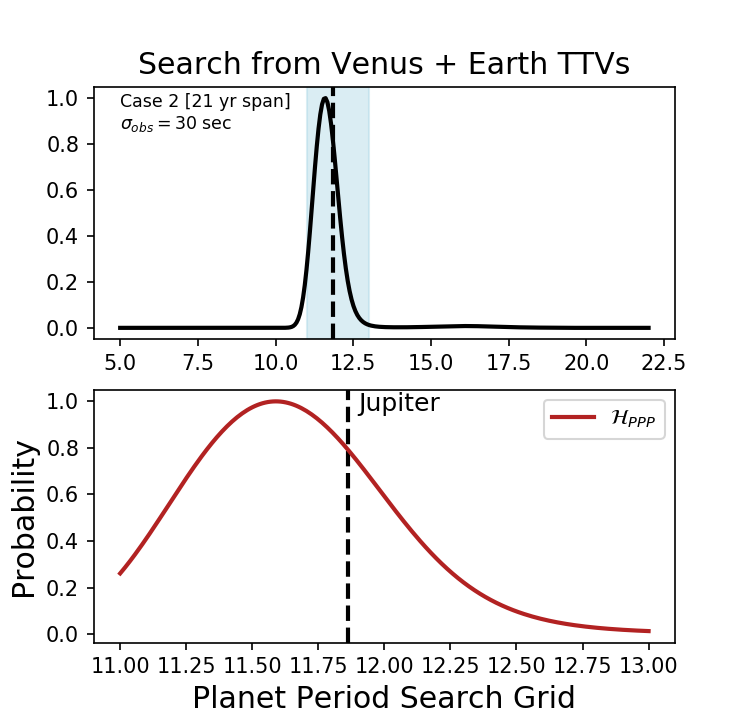 Search from Venus + Earth TTVs
Case 2 [21 yr span]
σ_obs = 30 sec
1.0
0.8
0.6
0.4
0.2
0.0
5.0 7.5 10.0 12.5 15.0 17.5 20.0 22.5
Jupiter
ℋ_PPP
Probability
1.0
0.8
0.6
0.4
0.2
0.0
11.00 11.25 11.50 11.75 12.00 12.25 12.50 12.75 13.00
Planet Period Search Grid